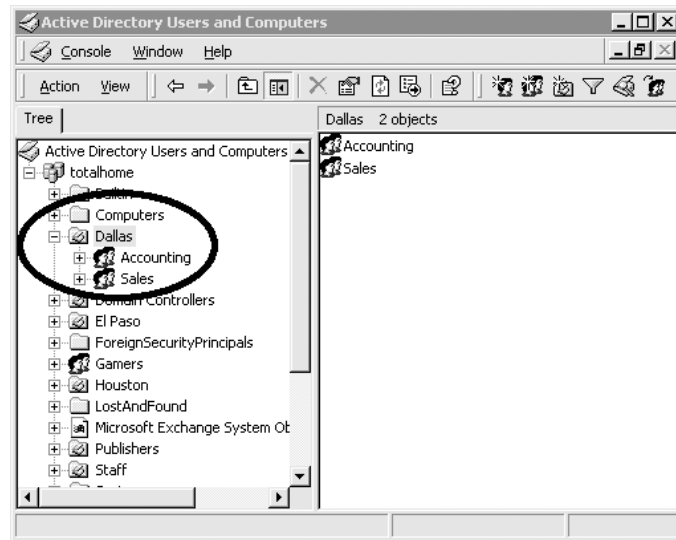 Active Directory Users and Computers
Console Window Help
Action View
Tree
Dallas 2 objects
Active Directory Users and Computers
totalhome
Builtin
Computers
Dallas
Accounting
Sales
Domain Controllers
El Paso
ForeignSecurityPrincipals
Gamers
Houston
LostAndFound
Microsoft Exchange System Ot
Publishers
Staff
Accounting
Sales